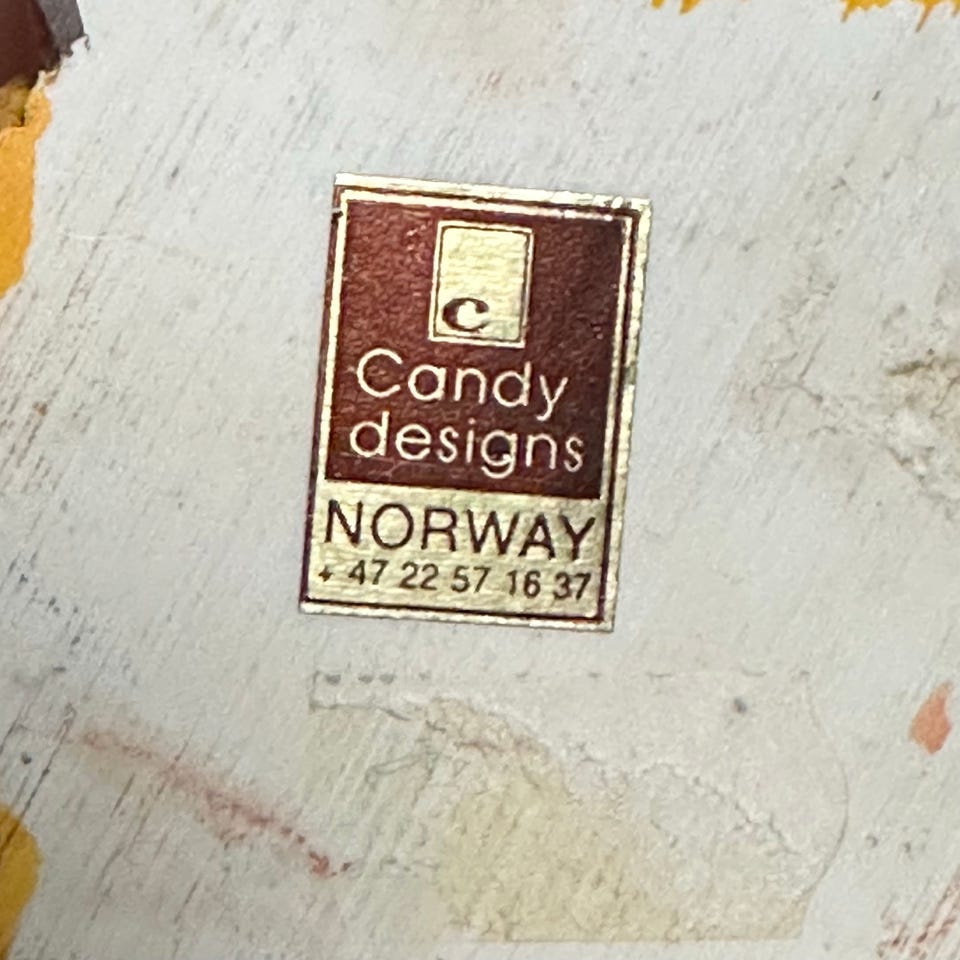 C
Candy
designs
NORWAY
+ 47 22 57 16 37